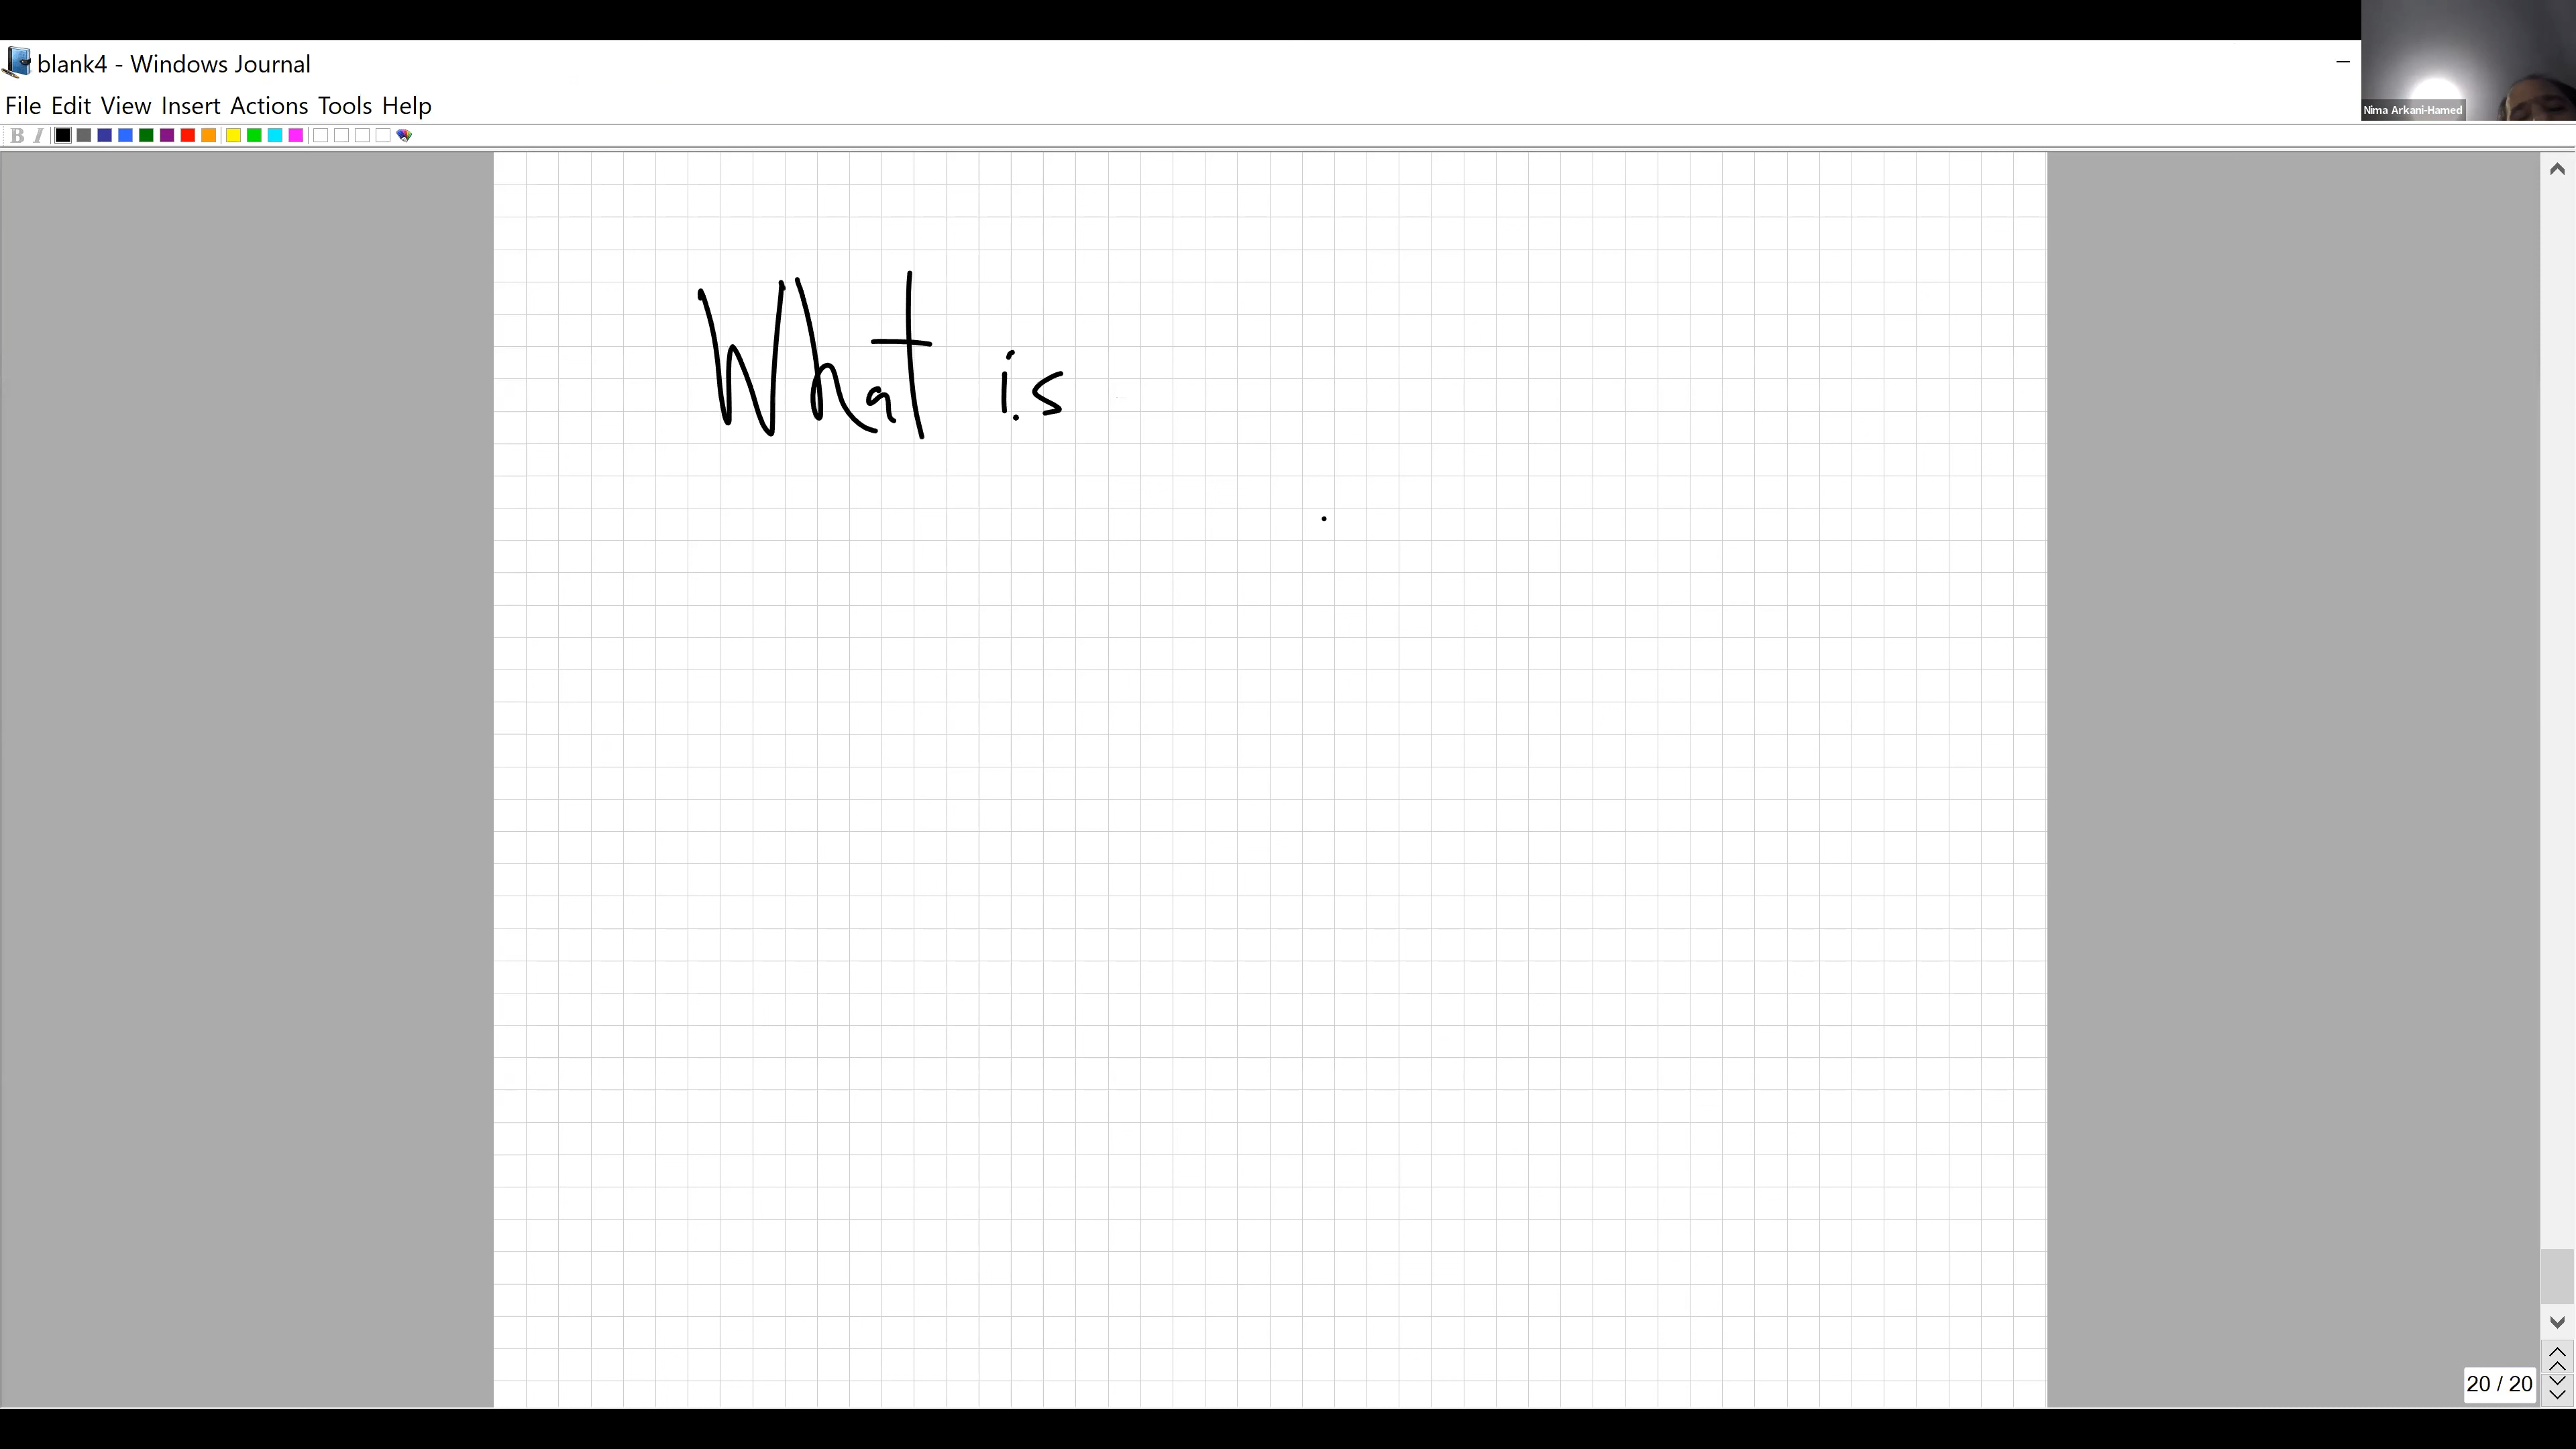 blank4 - Windows Journal
Nima Arkani-Hamed
File Edit View Insert Actions Tools Help
B I
What is
20 / 20